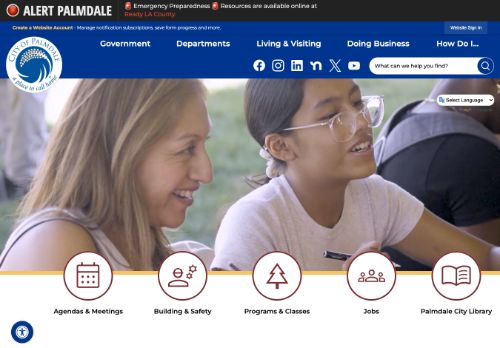 ALERT PALMDALE
🚨 Emergency Preparedness 🚨 Resources are available online at
Ready LA County.
Create a Website Account - Manage notification subscriptions, save form progress and more.
Website Sign In
CITY OF PALMDALE
a place to call home
Government
Departments
Living & Visiting
Doing Business
How Do I...
What can we help you find?
Select Language
Agendas & Meetings
Building & Safety
Programs & Classes
Jobs
Palmdale City Library